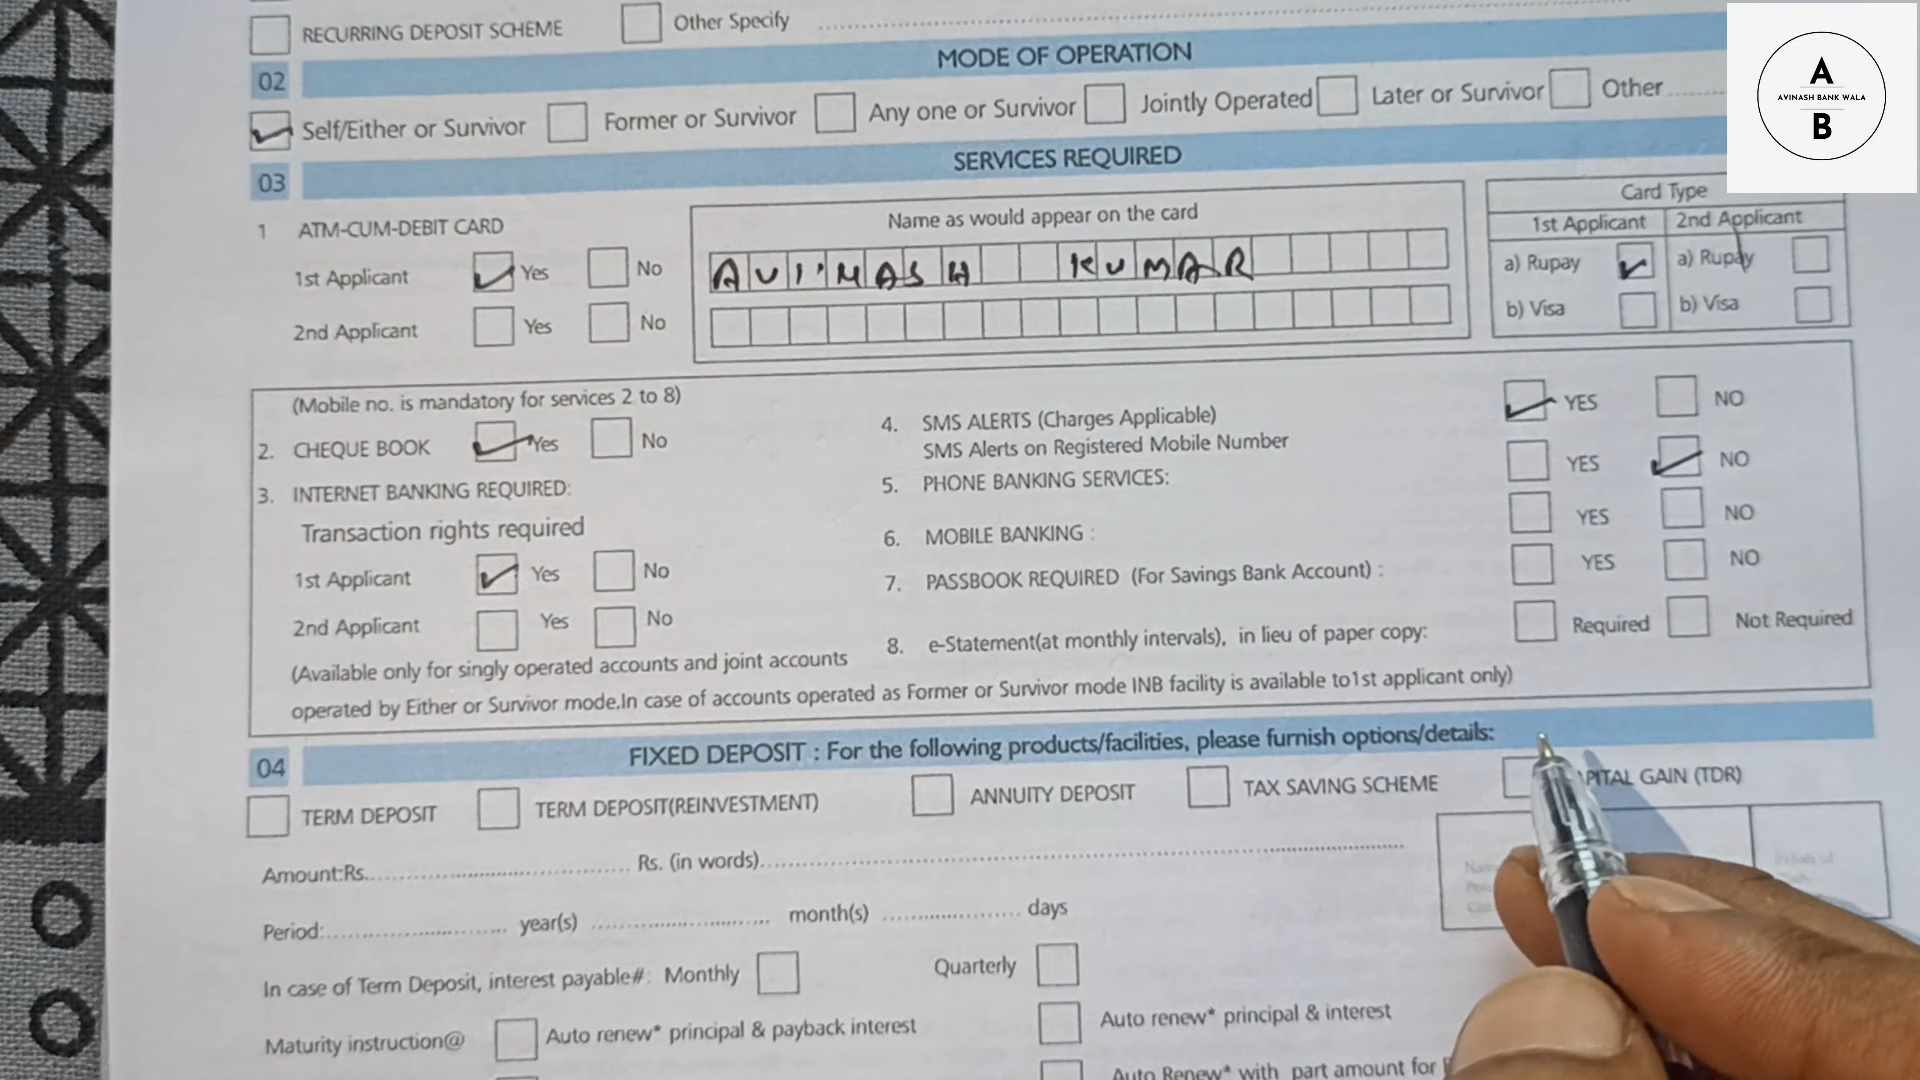 RECURRING DEPOSIT SCHEME Other Specify
A
AVINASH BANK WALA
B
02 MODE OF OPERATION
Self/Either or Survivor Former or Survivor Any one or Survivor Jointly Operated Later or Survivor Other
03 SERVICES REQUIRED
1 ATM-CUM-DEBIT CARD
Name as would appear on the card
Card Type
1st Applicant 2nd Applicant
1st Applicant Yes No
AVINASH KUMAR
a) Rupay a) Rupay
2nd Applicant Yes No
b) Visa b) Visa
(Mobile no. is mandatory for services 2 to 8)
2. CHEQUE BOOK Yes No
3. INTERNET BANKING REQUIRED:
Transaction rights required
1st Applicant Yes No
2nd Applicant Yes No
4. SMS ALERTS (Charges Applicable) YES NO
SMS Alerts on Registered Mobile Number
5. PHONE BANKING SERVICES: YES NO
6. MOBILE BANKING : YES NO
7. PASSBOOK REQUIRED (For Savings Bank Account) : YES NO
8. e-Statement(at monthly intervals), in lieu of paper copy: Required Not Required
(Available only for singly operated accounts and joint accounts
operated by Either or Survivor mode.In case of accounts operated as Former or Survivor mode INB facility is available to1st applicant only)
04 FIXED DEPOSIT : For the following products/facilities, please furnish options/details:
TERM DEPOSIT TERM DEPOSIT(REINVESTMENT) ANNUITY DEPOSIT TAX SAVING SCHEME PITAL GAIN (TDR)
Amount:Rs. Rs. (in words)
Period: year(s) month(s) days
In case of Term Deposit, interest payable#: Monthly Quarterly
Maturity instruction@ Auto renew* principal & payback interest Auto renew* principal & interest
Auto Renew* with part amount for